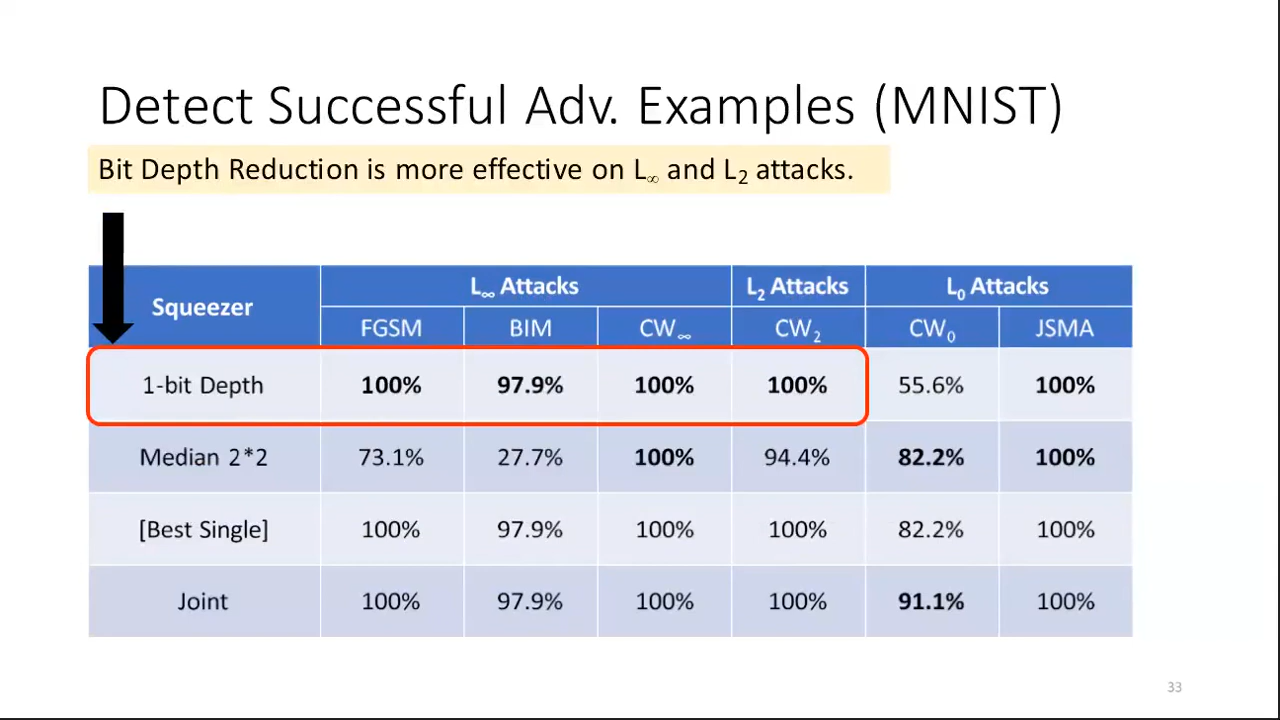 Detect Successful Adv. Examples (MNIST)
Bit Depth Reduction is more effective on L∞ and L₂ attacks.
Squeezer L∞ Attacks L₂ Attacks L₀ Attacks
FGSM BIM CW∞ CW₂ CW₀ JSMA
1-bit Depth 100% 97.9% 100% 100% 55.6% 100%
Median 2*2 73.1% 27.7% 100% 94.4% 82.2% 100%
[Best Single] 100% 97.9% 100% 100% 82.2% 100%
Joint 100% 97.9% 100% 100% 91.1% 100%
33